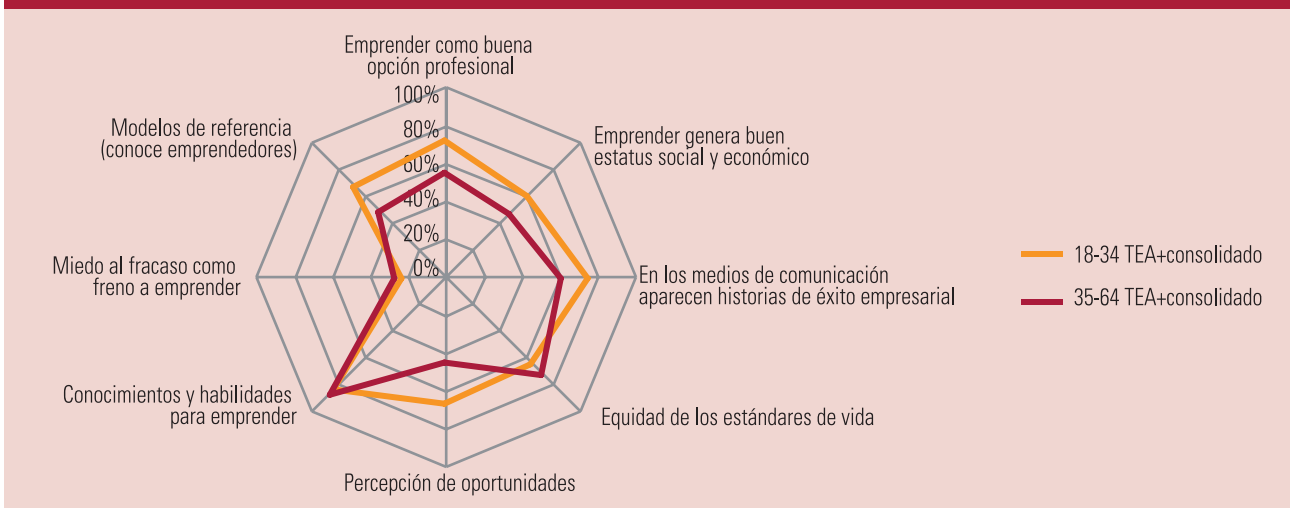 Emprender como buena
opción profesional
100%
80%
60%
40%
20%
0%
Emprender genera buen
estatus social y económico
En los medios de comunicación
aparecen historias de éxito empresarial
Equidad de los estándares de vida
Percepción de oportunidades
Conocimientos y habilidades
para emprender
Miedo al fracaso como
freno a emprender
Modelos de referencia
(conoce emprendedores)
18-34 TEA+consolidado
35-64 TEA+consolidado